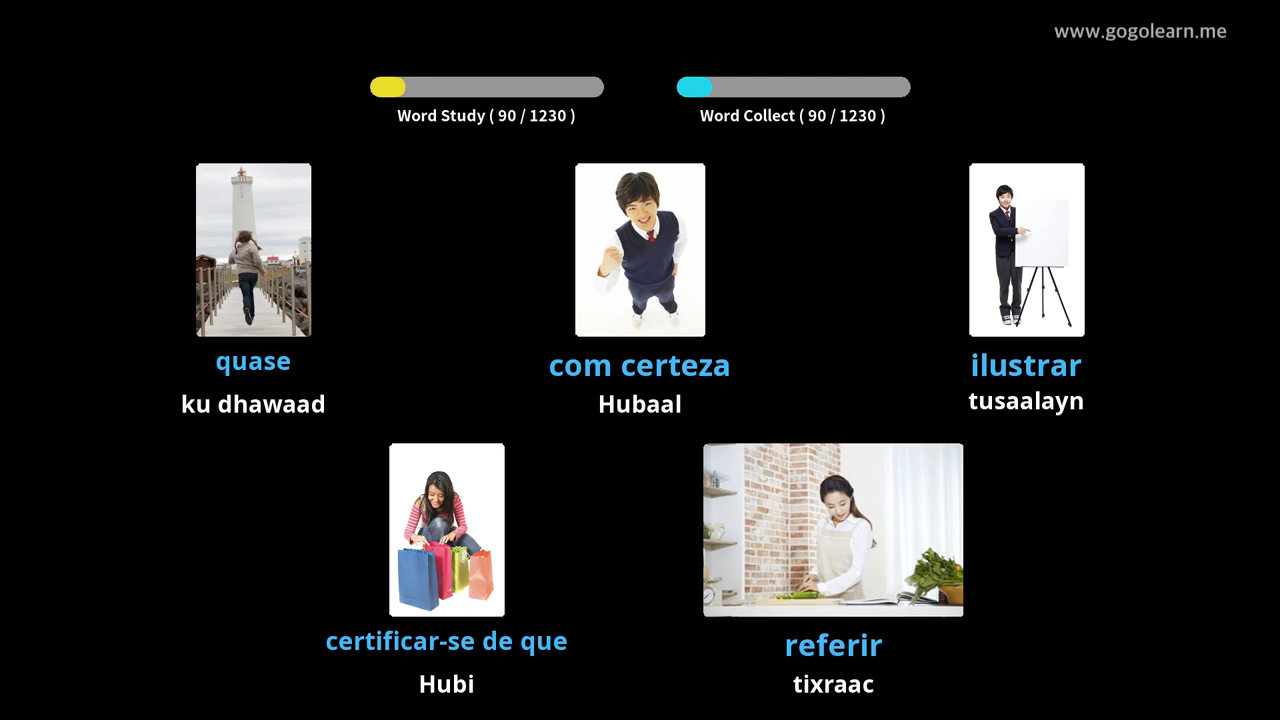 www.gogolearn.me
Word Study ( 90 / 1230 )
Word Collect ( 90 / 1230 )
quase
ku dhawaad
com certeza
Hubaal
ilustrar
tusaalayn
certificar-se de que
Hubi
referir
tixraac